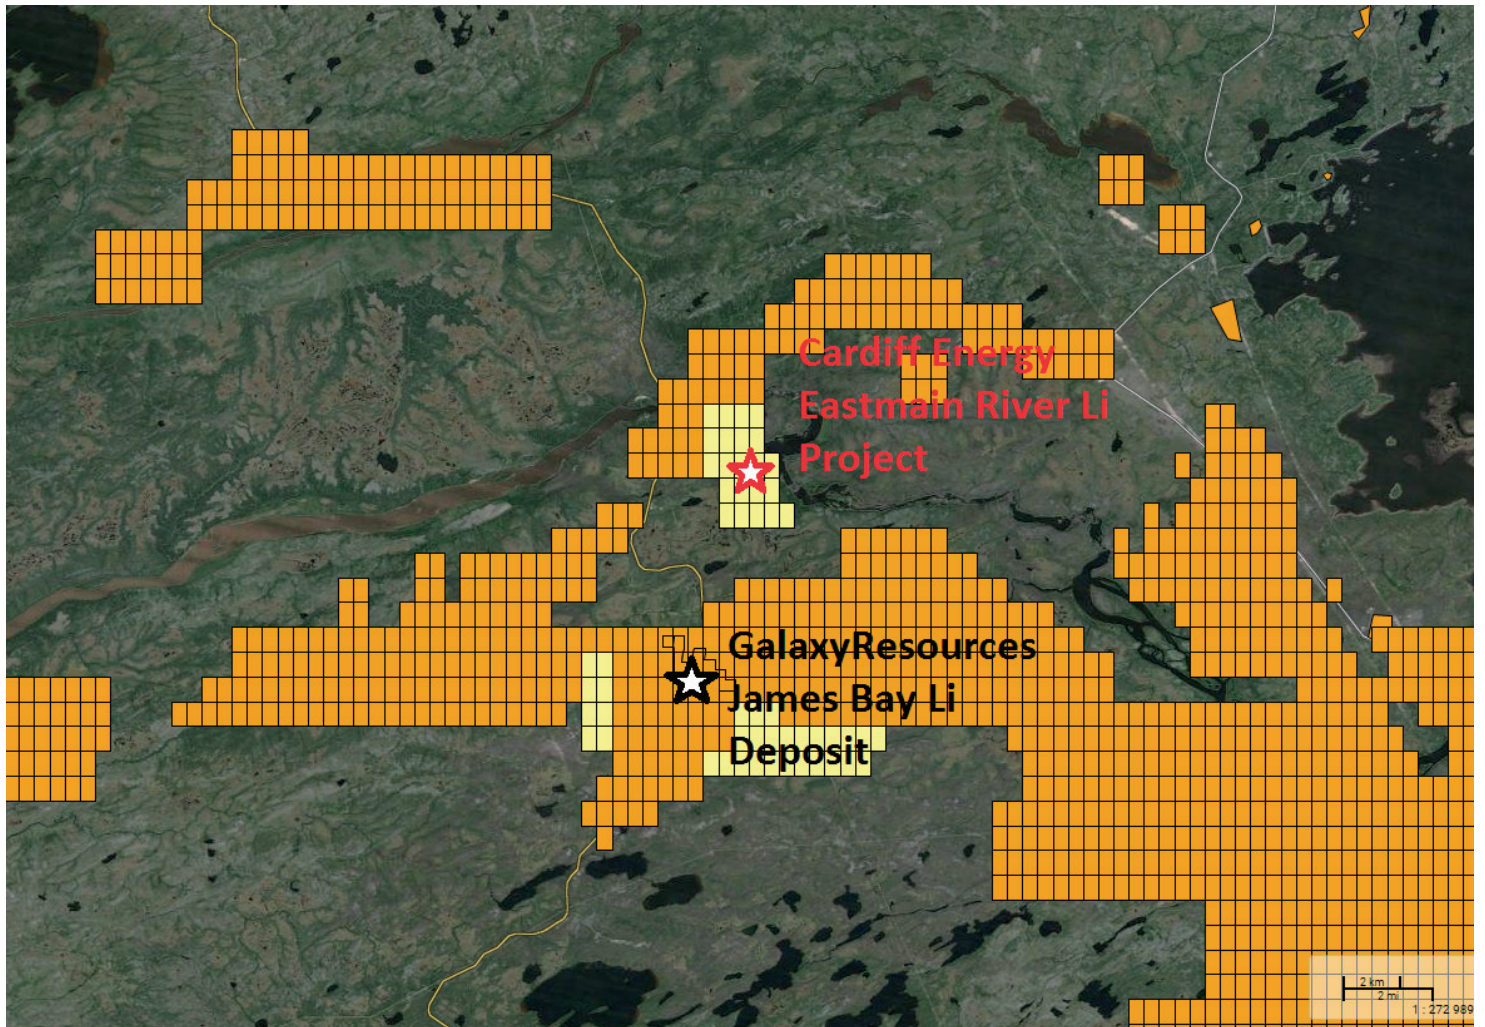 Cardiff Energy
Eastmain River Li
Project
GalaxyResources
James Bay Li
Deposit
2 km
2 mi
1 : 272 989